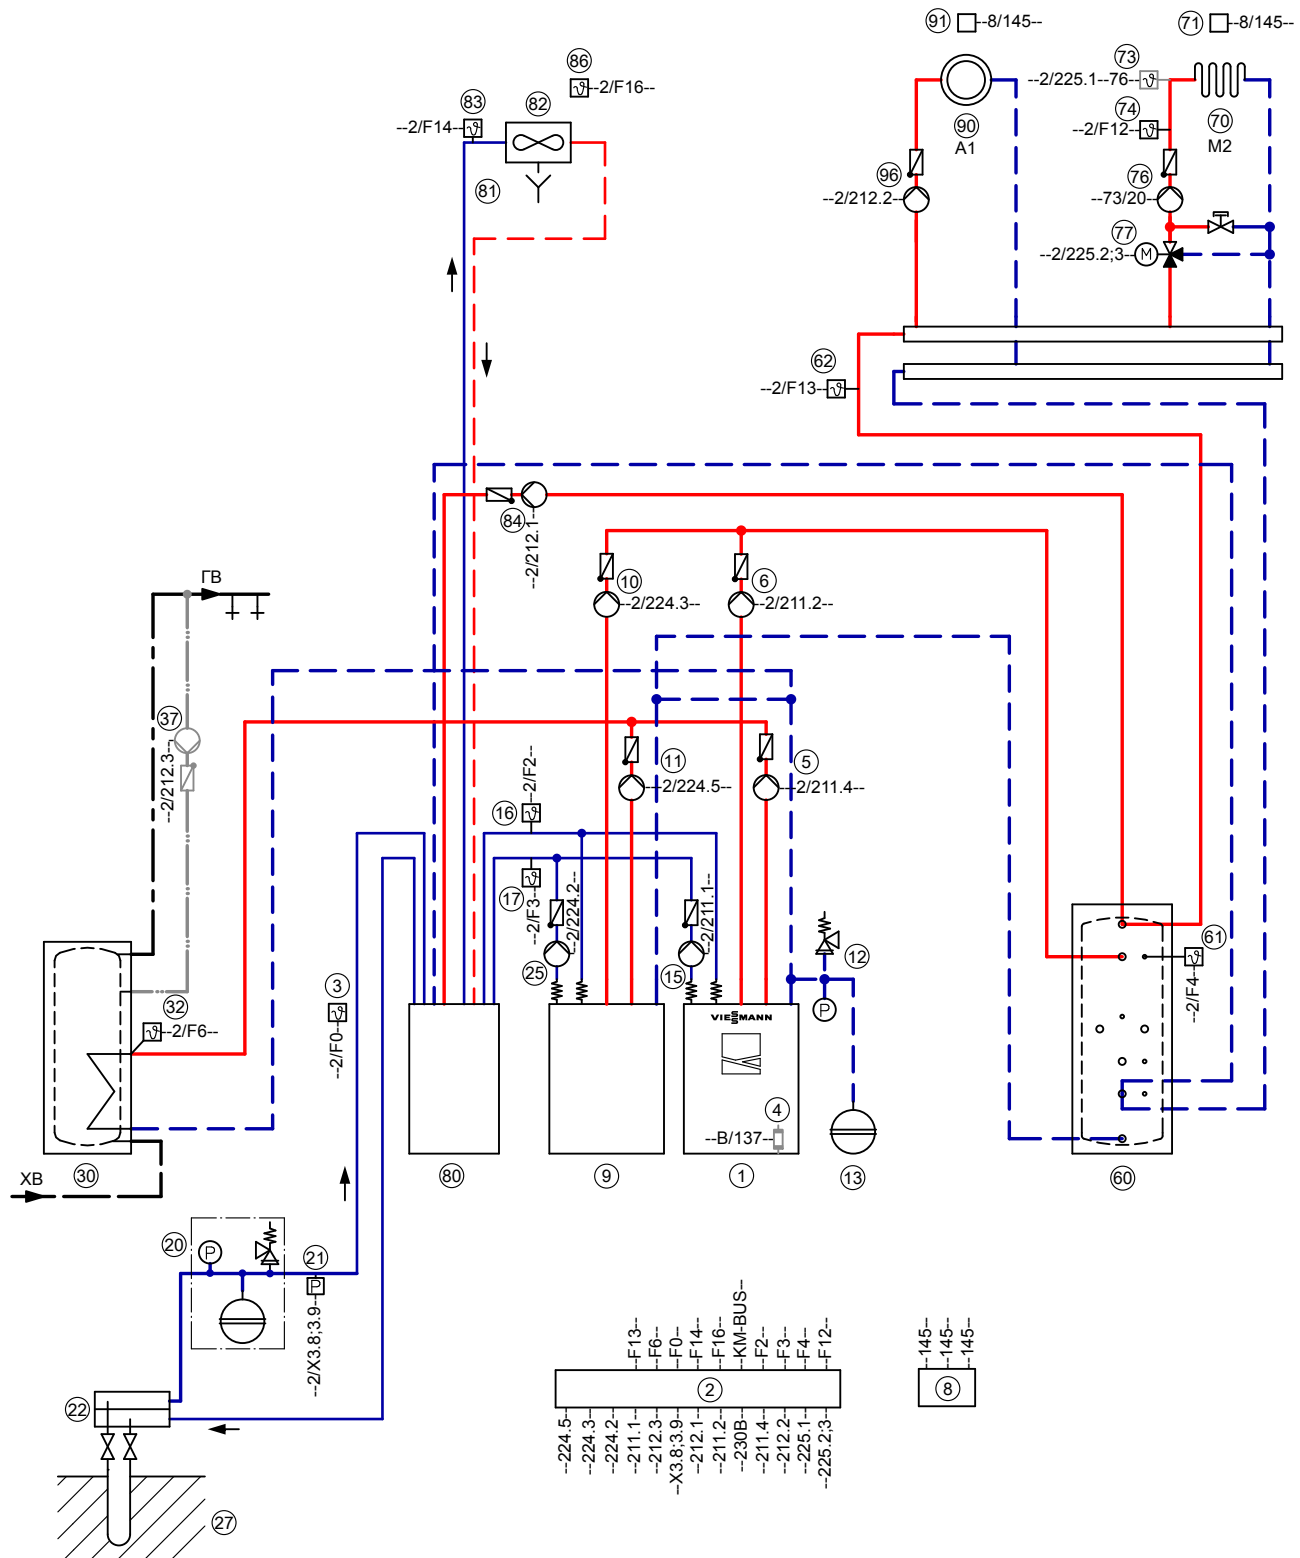 91 --8/145--
71 --8/145--
86
--2/F16--
73
--2/225.1--76--
83
82
--2/F14--
74
--2/F12--
90
A1
70
M2
96
--2/212.2--
76
--73/20--
81
77
--2/225.2;3-- M
62
--2/F13--
84
--2/212.1--
ГВ
10
--2/224.3--
6
--2/211.2--
37
--2/212.3--
11
--2/224.5--
5
--2/211.4--
16
--2/F2--
17
--2/F3--
--2/224.2--
--2/211.1--
25
15
12
61
--2/F4--
3
--2/F0--
32
--2/F6--
VIESMANN
P
4
--B/137--
ХВ
30
80
9
1
13
60
20
P
21
P
--2/X3.8;3.9--
22
27
--F13--
--F6--
--F0--
--F14--
--F16--
--KM-BUS--
--F2--
--F3--
--F4--
--F12--
2
--224.5--
--224.3--
--224.2--
--211.1--
--212.3--
--X3.8;3.9--
--212.1--
--211.2--
--230B--
--211.4--
--212.2--
--225.1--
--225.2;3--
--145--
--145--
--145--
8